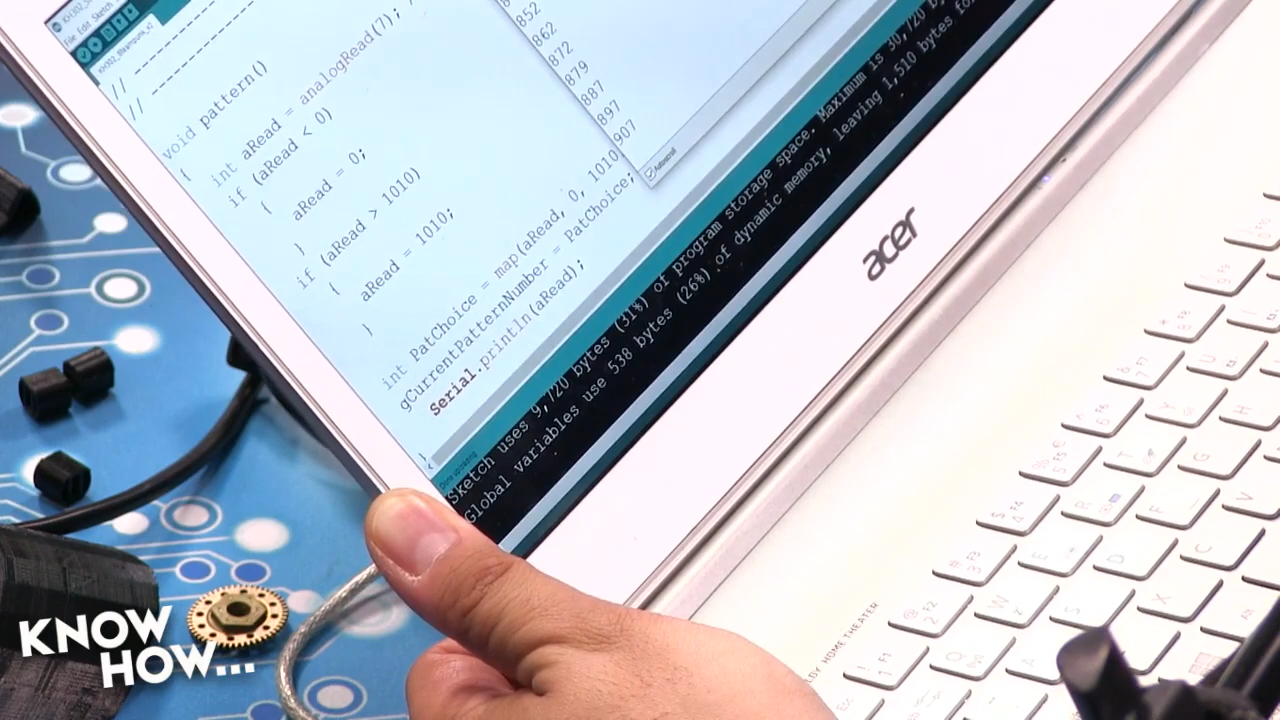 File Edit Sketch
// - - - - - - - -
// - - - - - - - -
void pattern()
{ int aRead = analogRead(7); /
if (aRead < 0)
{ aRead = 0;
}
if (aRead > 1010)
{ aRead = 1010;
}
int PatChoice = map(aRead, 0, 1010
gCurrentPatternNumber = PatChoice;
Serial.println(aRead);
}
852
862
872
879
887
897
907
Autoscroll
Done uploading
Sketch uses 9,720 bytes (31%) of program storage space. Maximum is 30,720 by
Global variables use 538 bytes (26%) of dynamic memory, leaving 1,510 bytes fo
acer
HOME THEATER
KNOW
HOW...